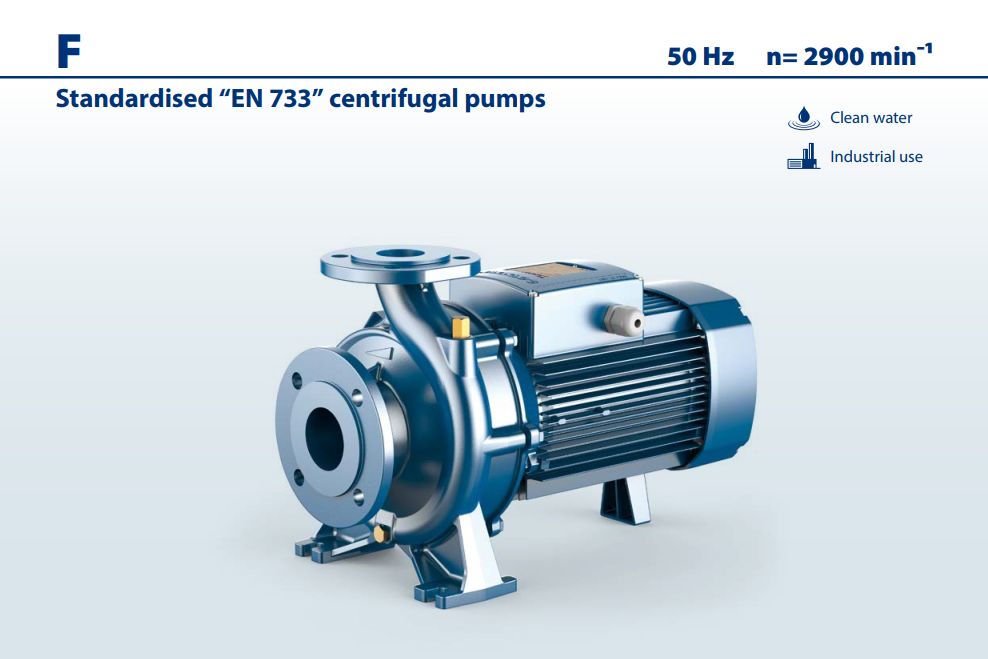 F
50 Hz n= 2900 min⁻¹
Standardised “EN 733” centrifugal pumps
Clean water
Industrial use